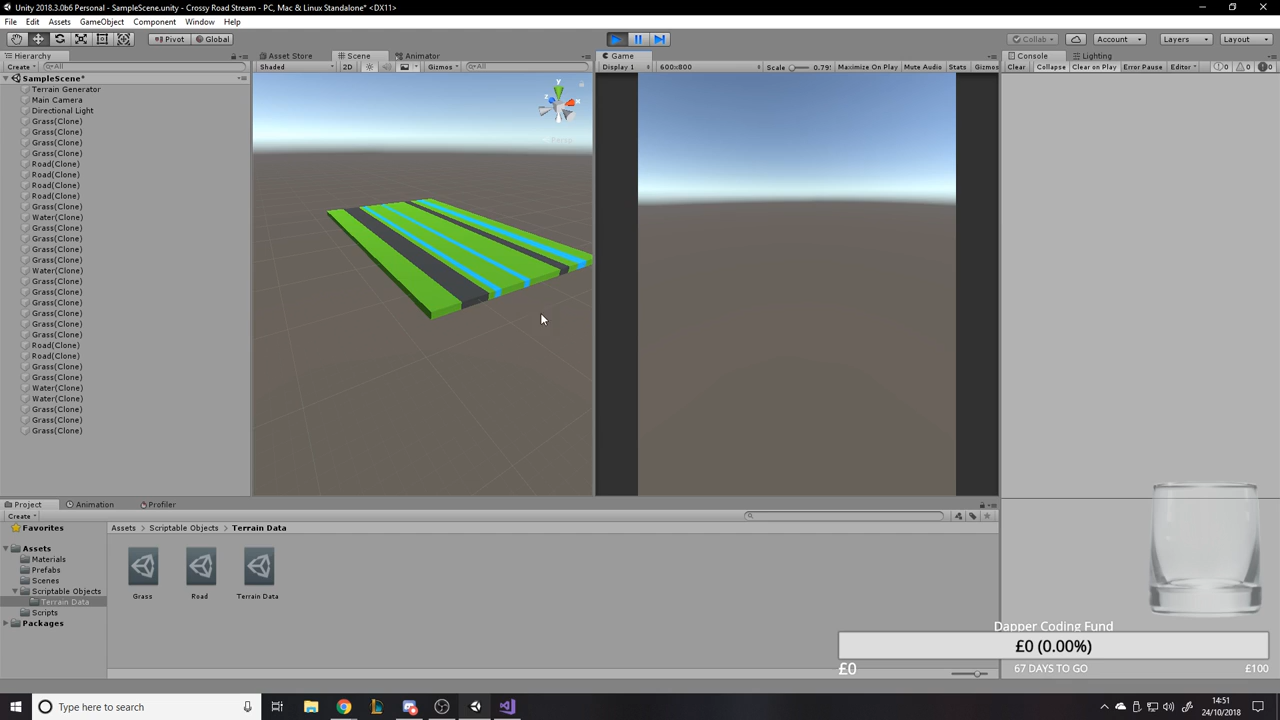 Unity 2018.3.0b6 Personal - SampleScene.unity - Crossy Road Stream - PC, Mac & Linux Standalone* <DX11>
File Edit Assets GameObject Component Window Help
Pivot Global Collab Account Layers Layout
Hierarchy Asset Store Scene Animator Game Console Lighting
Create All Shaded 2D Gizmos All Display 1 600x800 Scale 0.79 Maximize On Play Mute Audio Stats Gizmos Clear Collapse Clear on Play Error Pause Editor 0 0 0
SampleScene*
Terrain Generator
Main Camera
Directional Light
Grass(Clone)
Grass(Clone)
Grass(Clone)
Grass(Clone)
Road(Clone)
Road(Clone)
Road(Clone)
Road(Clone)
Grass(Clone)
Water(Clone)
Grass(Clone)
Grass(Clone)
Grass(Clone)
Grass(Clone)
Water(Clone)
Grass(Clone)
Grass(Clone)
Grass(Clone)
Grass(Clone)
Grass(Clone)
Grass(Clone)
Road(Clone)
Road(Clone)
Grass(Clone)
Grass(Clone)
Water(Clone)
Water(Clone)
Grass(Clone)
Grass(Clone)
Grass(Clone)
y
x
z
Persp
Project Animation Profiler
Create
Favorites
Assets
Materials
Prefabs
Scenes
Scriptable Objects
Terrain Data
Scripts
Packages
Assets Scriptable Objects Terrain Data
Grass Road Terrain Data
Dapper Coding Fund
£0 (0.00%)
£0 67 DAYS TO GO £100
Type here to search
14:51
24/10/2018